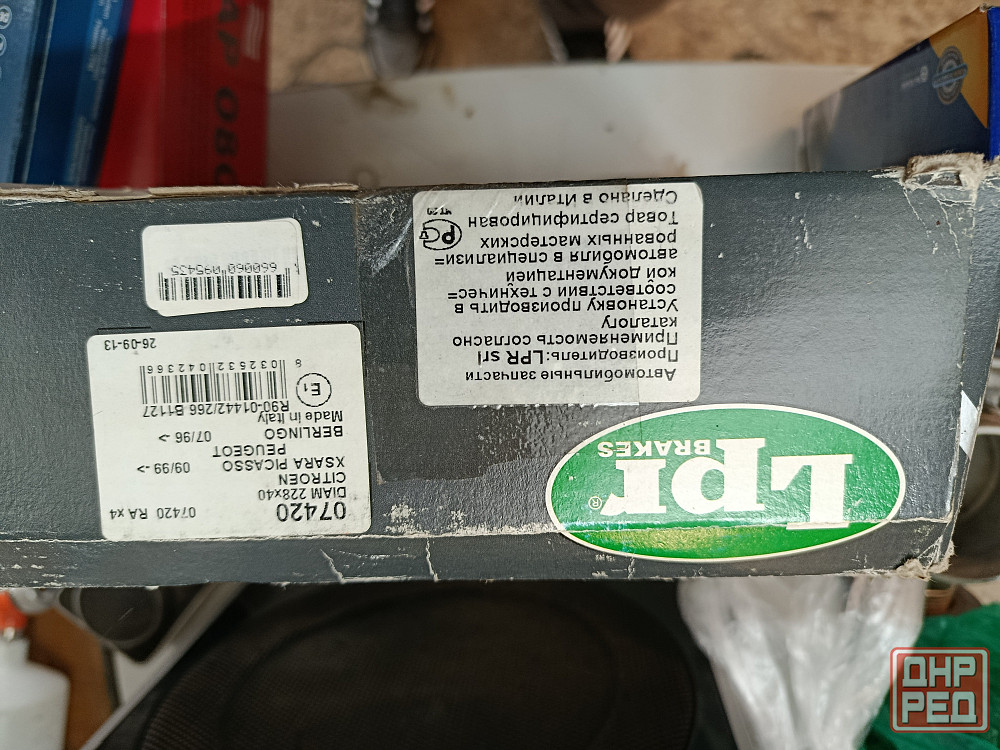 Lpr
®
BRAKES
Автомобильные запчасти
Производитель:LPR srl
Применяемость согласно
каталогу
Установку производить в
соответствии с техничес=
кой документацией
автомобиля в специализи=
рованных мастерских
Товар сертифицирован
Сделано в Италии
07420
07420 RA x4
DIAM 228x40
CITROEN
XSARA PICASSO 09/99 ->
PEUGEOT
BERLINGO 07/96 ->
Made in Italy
R90-01442/266 B1127
E1
8 032532 042366
26-09-13
660060 095435
ДНР
РЕД